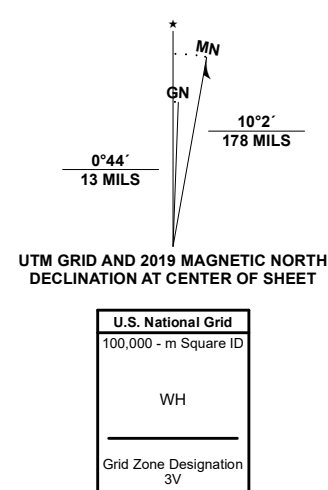 ★
MN
GN
10°2´
178 MILS
0°44´
13 MILS
UTM GRID AND 2019 MAGNETIC NORTH
DECLINATION AT CENTER OF SHEET
U.S. National Grid
100,000 - m Square ID
WH
Grid Zone Designation
3V